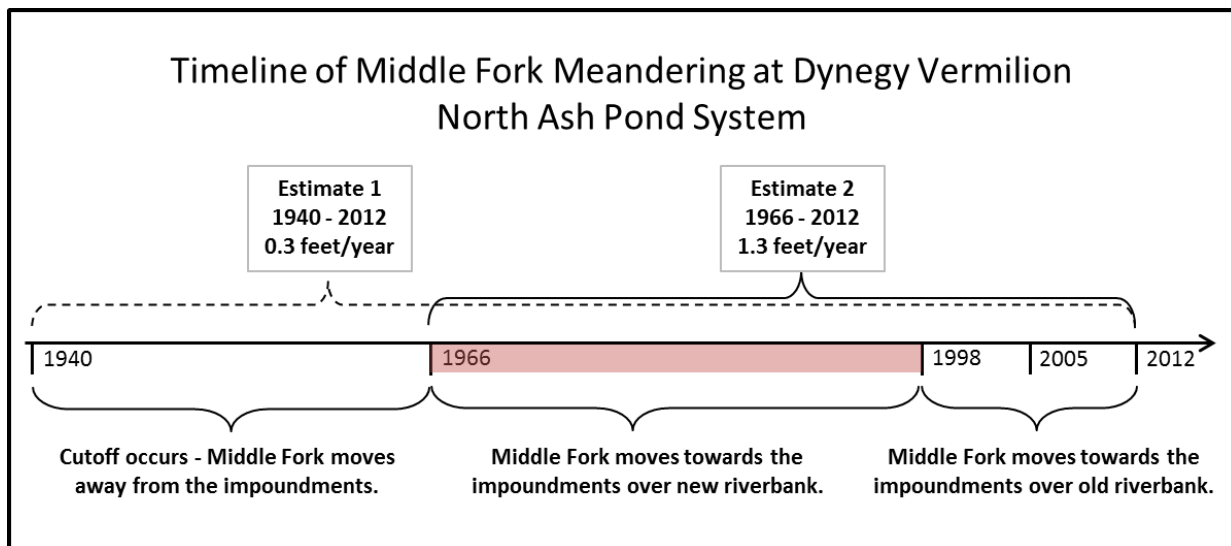 Timeline of Middle Fork Meandering at Dynegy Vermilion
North Ash Pond System
Estimate 1
1940 - 2012
0.3 feet/year
Estimate 2
1966 - 2012
1.3 feet/year
1940
1966
1998
2005
2012
Cutoff occurs - Middle Fork moves
away from the impoundments.
Middle Fork moves towards the
impoundments over new riverbank.
Middle Fork moves towards the
impoundments over old riverbank.